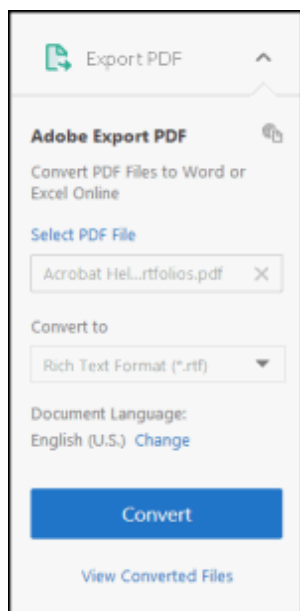 Export PDF
Adobe Export PDF
Convert PDF Files to Word or
Excel Online
Select PDF File
Acrobat Hel...rtfolios.pdf
Convert to
Rich Text Format (*.rtf)
Document Language:
English (U.S.) Change
Convert
View Converted Files